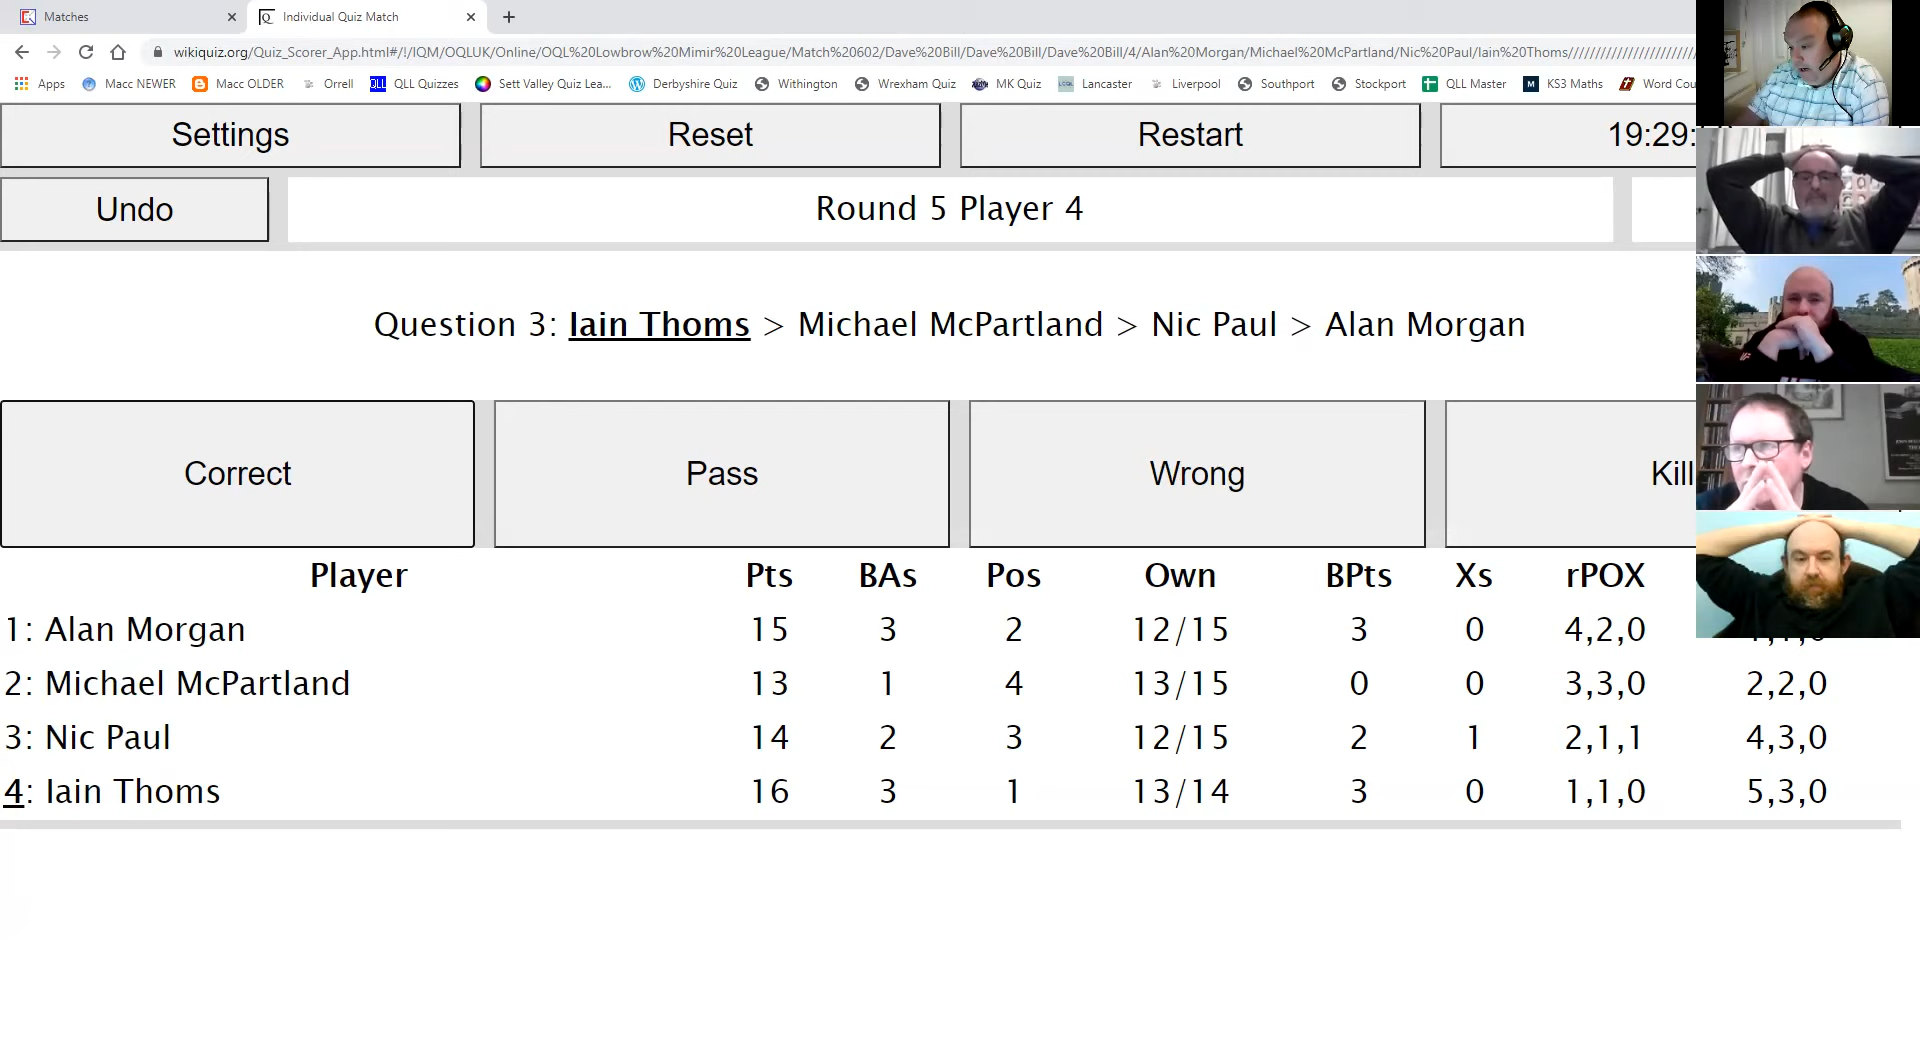 Matches
Individual Quiz Match
wikiquiz.org/Quiz_Scorer_App.html#/!/IQM/OQLUK/Online/OQL%20Lowbrow%20Mimir%20League/Match%20602/Dave%20Bill/Dave%20Bill/Dave%20Bill/4/Alan%20Morgan/Michael%20McPartland/Nic%20Paul/Iain%20Thoms////////////////////////
Apps Macc NEWER Macc OLDER Orrell QLL QLL Quizzes Sett Valley Quiz Lea... Derbyshire Quiz Withington Wrexham Quiz MK Quiz Lancaster Liverpool Southport Stockport QLL Master M KS3 Maths Word Cou
Settings Reset Restart 19:29:
Undo Round 5 Player 4
Question 3: Iain Thoms > Michael McPartland > Nic Paul > Alan Morgan
Correct Pass Wrong Kill
Player Pts BAs Pos Own BPts Xs rPOX
1: Alan Morgan 15 3 2 12/15 3 0 4,2,0
2: Michael McPartland 13 1 4 13/15 0 0 3,3,0 2,2,0
3: Nic Paul 14 2 3 12/15 2 1 2,1,1 4,3,0
4: Iain Thoms 16 3 1 13/14 3 0 1,1,0 5,3,0